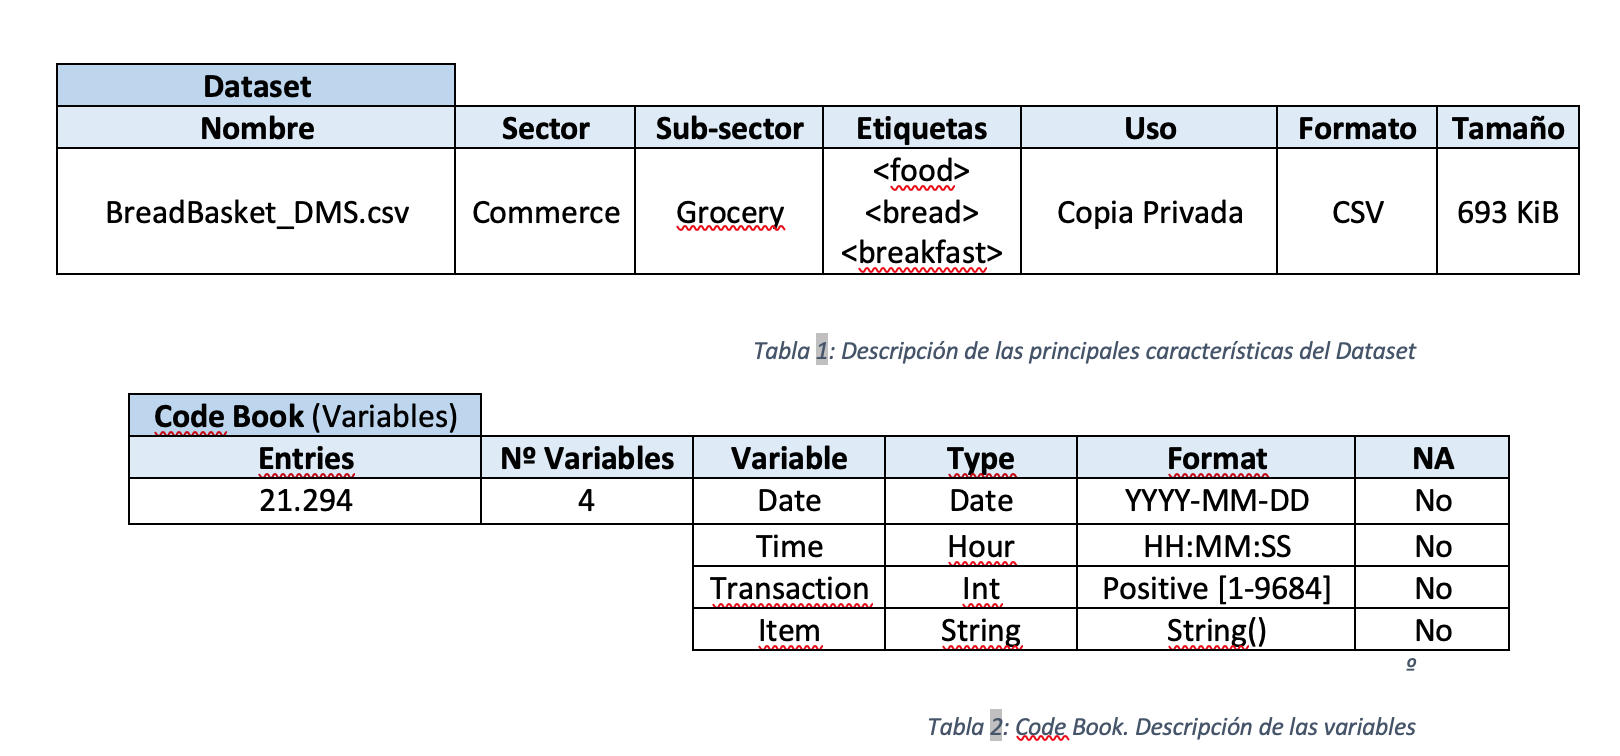 Dataset
Nombre Sector Sub-sector Etiquetas Uso Formato Tamaño
<food>
BreadBasket_DMS.csv Commerce Grocery <bread> Copia Privada CSV 693 KiB
<breakfast>
Tabla 1: Descripción de las principales características del Dataset
Code Book (Variables)
Entries Nº Variables Variable Type Format NA
21.294 4 Date Date YYYY-MM-DD No
Time Hour HH:MM:SS No
Transaction Int Positive [1-9684] No
Item String String() No
º
Tabla 2: Code Book. Descripción de las variables